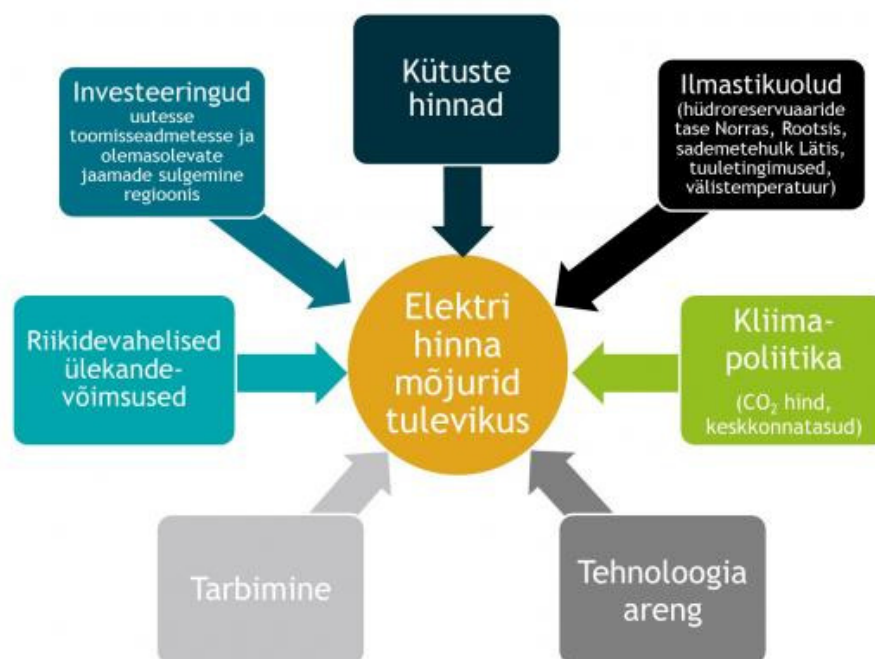 Investeeringud
uutesse
toomisseadmetesse ja
olemasolevate
jaamade sulgemine
regioonis
Kütuste
hinnad
Ilmastikuolud
(hüdroreservuaaride
tase Norras, Rootsis,
sademetehulk Lätis,
tuuletingimused,
välistemperatuur)
Riikidevahelised
ülekande-
võimsused
Elektri
hinna
mõjurid
tulevikus
Kliima-
poliitika
(CO₂ hind,
keskkonnatasud)
Tarbimine
Tehnoloogia
areng